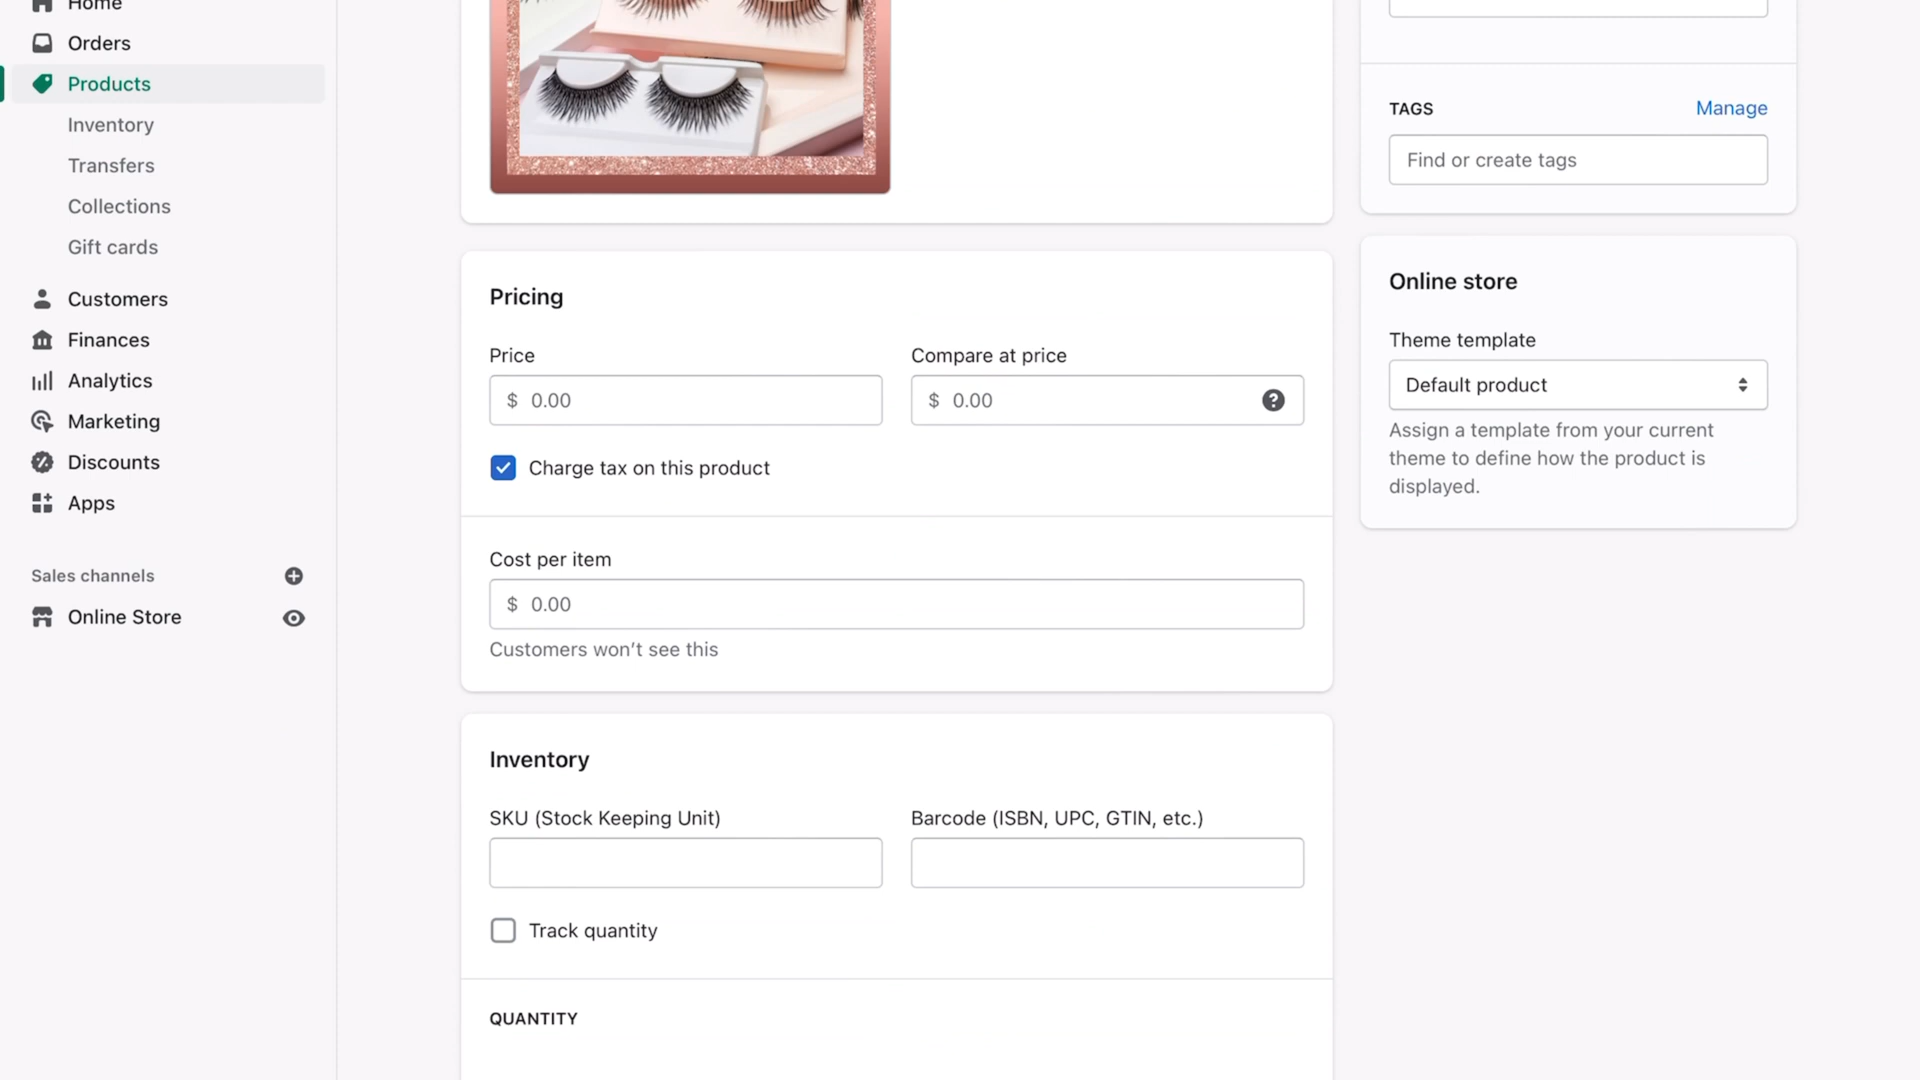 Home
Orders
Products
Inventory
Transfers
Collections
Gift cards
Customers
Finances
Analytics
Marketing
Discounts
Apps
Sales channels
Online Store
Pricing
Price
Compare at price
$ 0.00
$ 0.00
?
Charge tax on this product
Cost per item
$ 0.00
Customers won’t see this
Inventory
SKU (Stock Keeping Unit)
Barcode (ISBN, UPC, GTIN, etc.)
Track quantity
QUANTITY
TAGS
Manage
Find or create tags
Online store
Theme template
Default product
Assign a template from your current
theme to define how the product is
displayed.